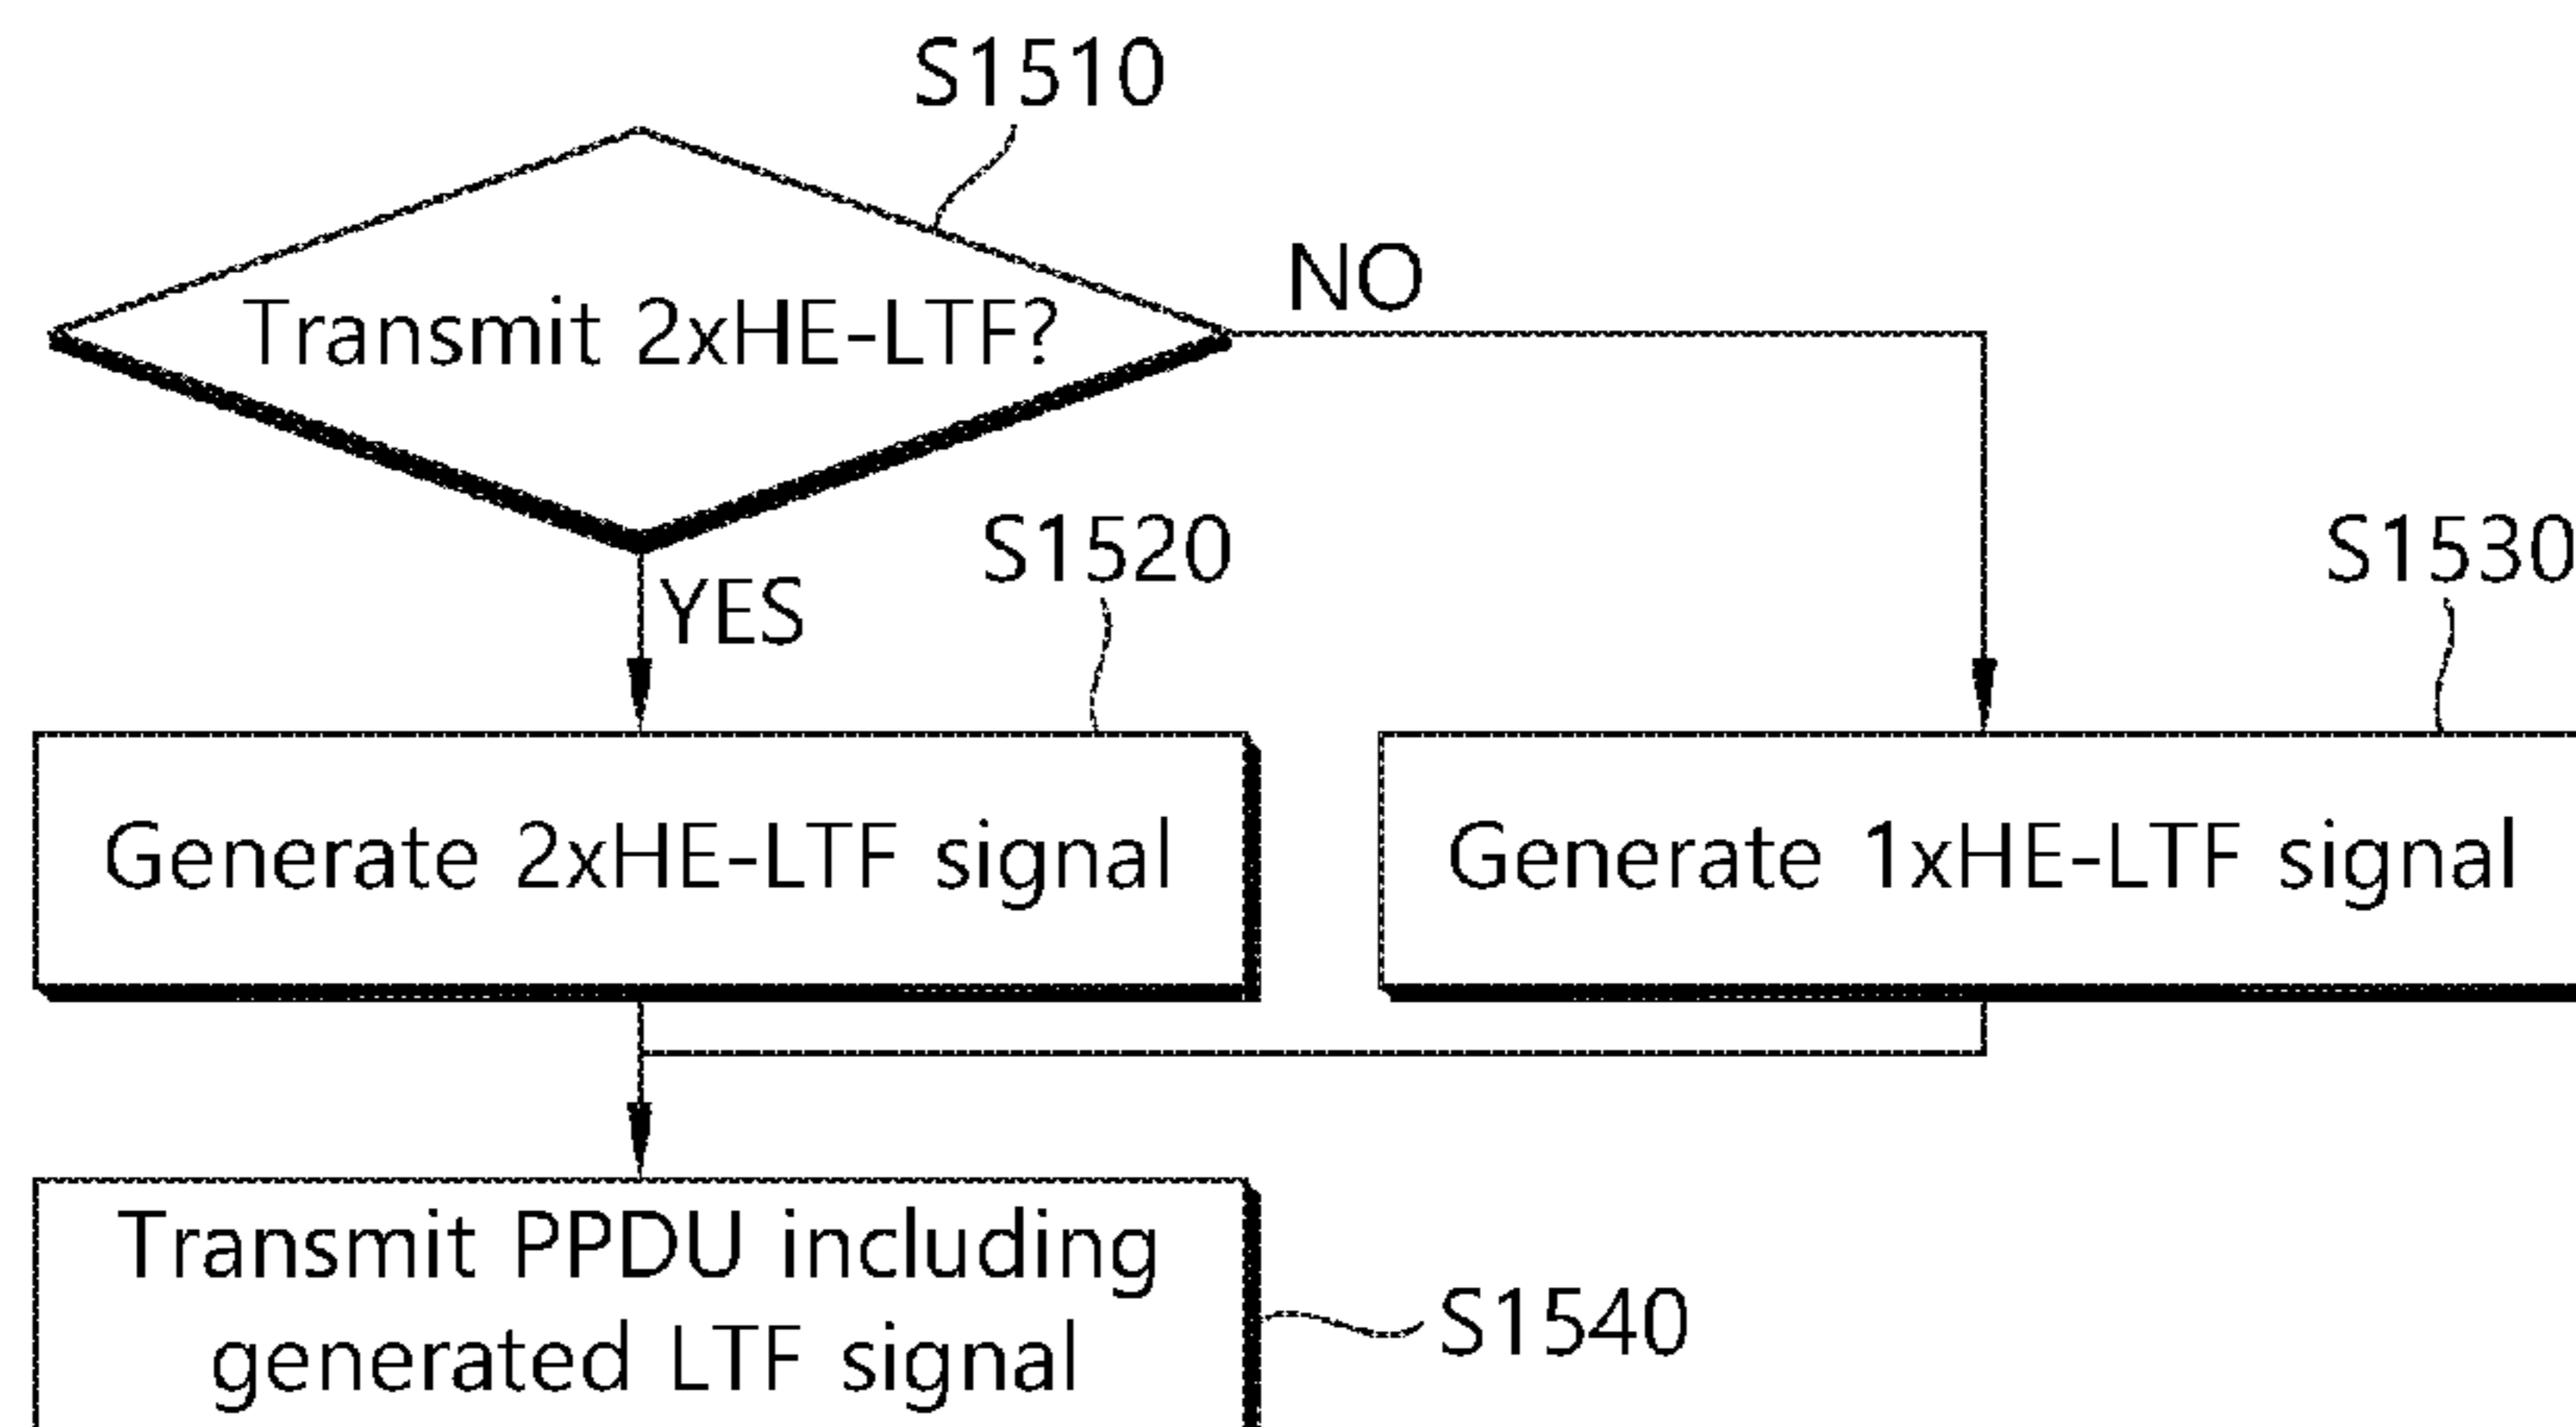 S1510
Transmit 2xHE-LTF?
NO
YES
S1520
S1530
Generate 2xHE-LTF signal
Generate 1xHE-LTF signal
Transmit PPDU including
generated LTF signal
S1540